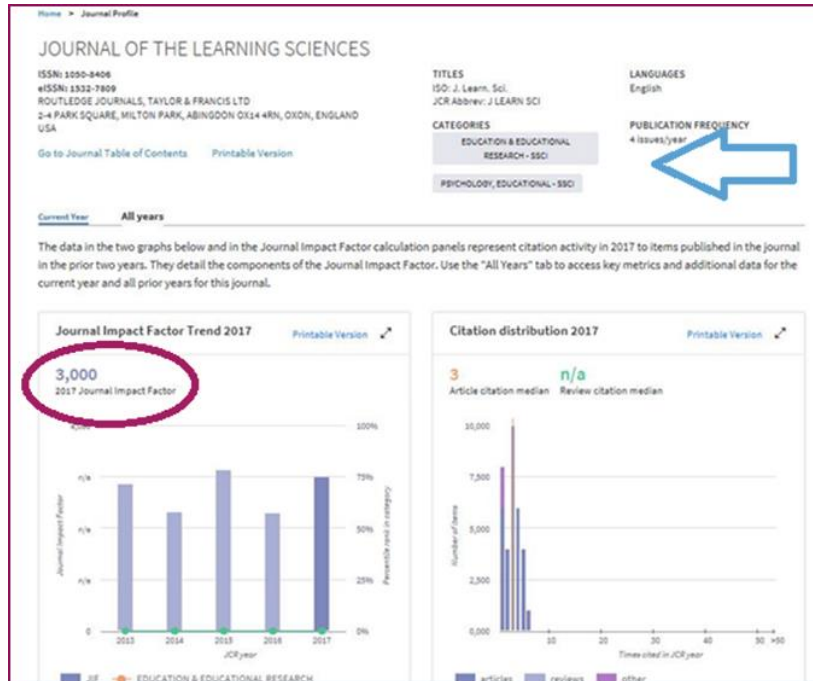 Home > Journal Profile
JOURNAL OF THE LEARNING SCIENCES
ISSN: 1050-8406
eISSN: 1532-7809
ROUTLEDGE JOURNALS, TAYLOR & FRANCIS LTD
2-4 PARK SQUARE, MILTON PARK, ABINGDON OX14 4RN, OXON, ENGLAND
USA
Go to Journal Table of Contents Printable Version
TITLES
ISO: J. Learn. Sci.
JCR Abbrev: J LEARN SCI
CATEGORIES
EDUCATION & EDUCATIONAL
RESEARCH - SSCI
PSYCHOLOGY, EDUCATIONAL - SSCI
LANGUAGES
English
PUBLICATION FREQUENCY
4 issues/year
Current Year All years
The data in the two graphs below and in the Journal Impact Factor calculation panels represent citation activity in 2017 to items published in the journal
in the prior two years. They detail the components of the Journal Impact Factor. Use the "All Years" tab to access key metrics and additional data for the
current year and all prior years for this journal.
Journal Impact Factor Trend 2017 Printable Version
3,000
2017 Journal Impact Factor
100%
n/a 75%
n/a 50%
n/a 25%
0 0%
Journal Impact Factor
2013 2014 2015 2016 2017
JCR year
JIF EDUCATION & EDUCATIONAL RESEARCH
Citation distribution 2017 Printable Version
3 n/a
Article citation median Review citation median
10,000
7,500
5,000
2,500
0,000
Number of items
10 20 30 40 50 >50
Times cited in JCR year
articles reviews other